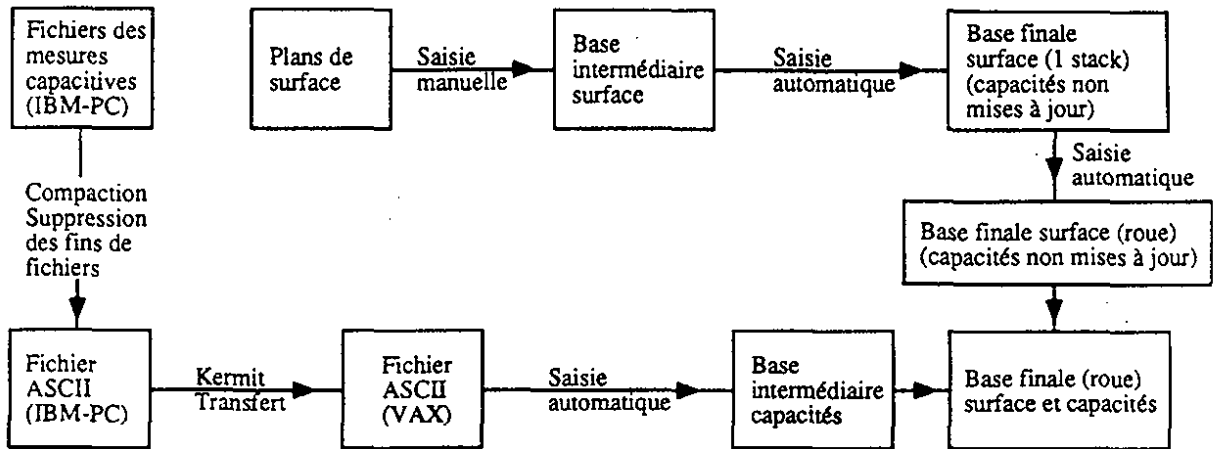 Fichiers des
mesures
capacitives
(IBM-PC)
Plans de
surface
Saisie
manuelle
Base
intermédiaire
surface
Saisie
automatique
Base finale
surface (1 stack)
(capacités non
mises à jour)
Saisie
automatique
Compaction
Suppression
des fins de
fichiers
Base finale surface (roue)
(capacités non mises à jour)
Fichier
ASCII
(IBM-PC)
Kermit
Transfert
Fichier
ASCII
(VAX)
Saisie
automatique
Base
intermédiaire
capacités
Base finale (roue)
surface et capacités